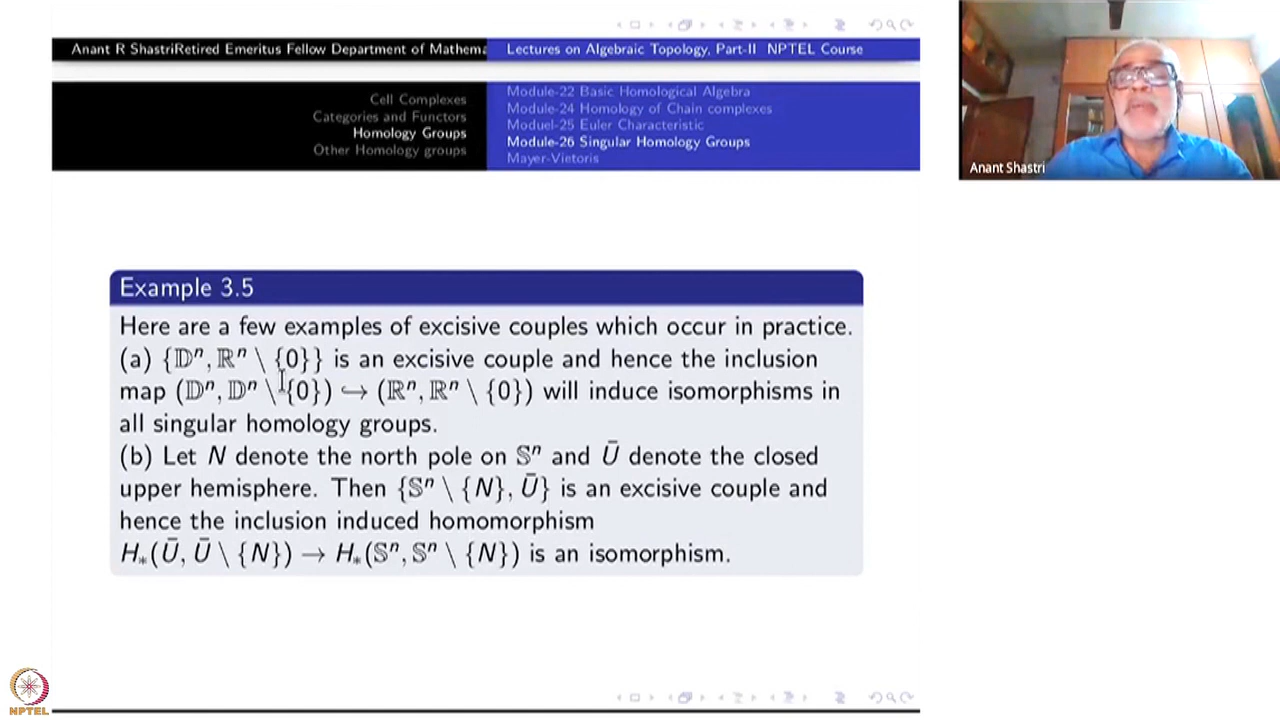 Anant R ShastriRetired Emeritus Fellow Department of Mathema
Lectures on Algebraic Topology, Part-II NPTEL Course
Cell Complexes
Categories and Functors
Homology Groups
Other Homology groups
Module-22 Basic Homological Algebra
Module-24 Homology of Chain complexes
Moduel-25 Euler Characteristic
Module-26 Singular Homology Groups
Mayer-Vietoris
Anant Shastri
Example 3.5
Here are a few examples of excisive couples which occur in practice.
(a) {𝔻ⁿ, ℝⁿ \ {0}} is an excisive couple and hence the inclusion
map (𝔻ⁿ, 𝔻ⁿ \ {0}) ↪ (ℝⁿ, ℝⁿ \ {0}) will induce isomorphisms in
all singular homology groups.
(b) Let N denote the north pole on 𝕊ⁿ and Ū denote the closed
upper hemisphere. Then {𝕊ⁿ \ {N}, Ū} is an excisive couple and
hence the inclusion induced homomorphism
H∗(Ū, Ū \ {N}) → H∗(𝕊ⁿ, 𝕊ⁿ \ {N}) is an isomorphism.
NPTEL